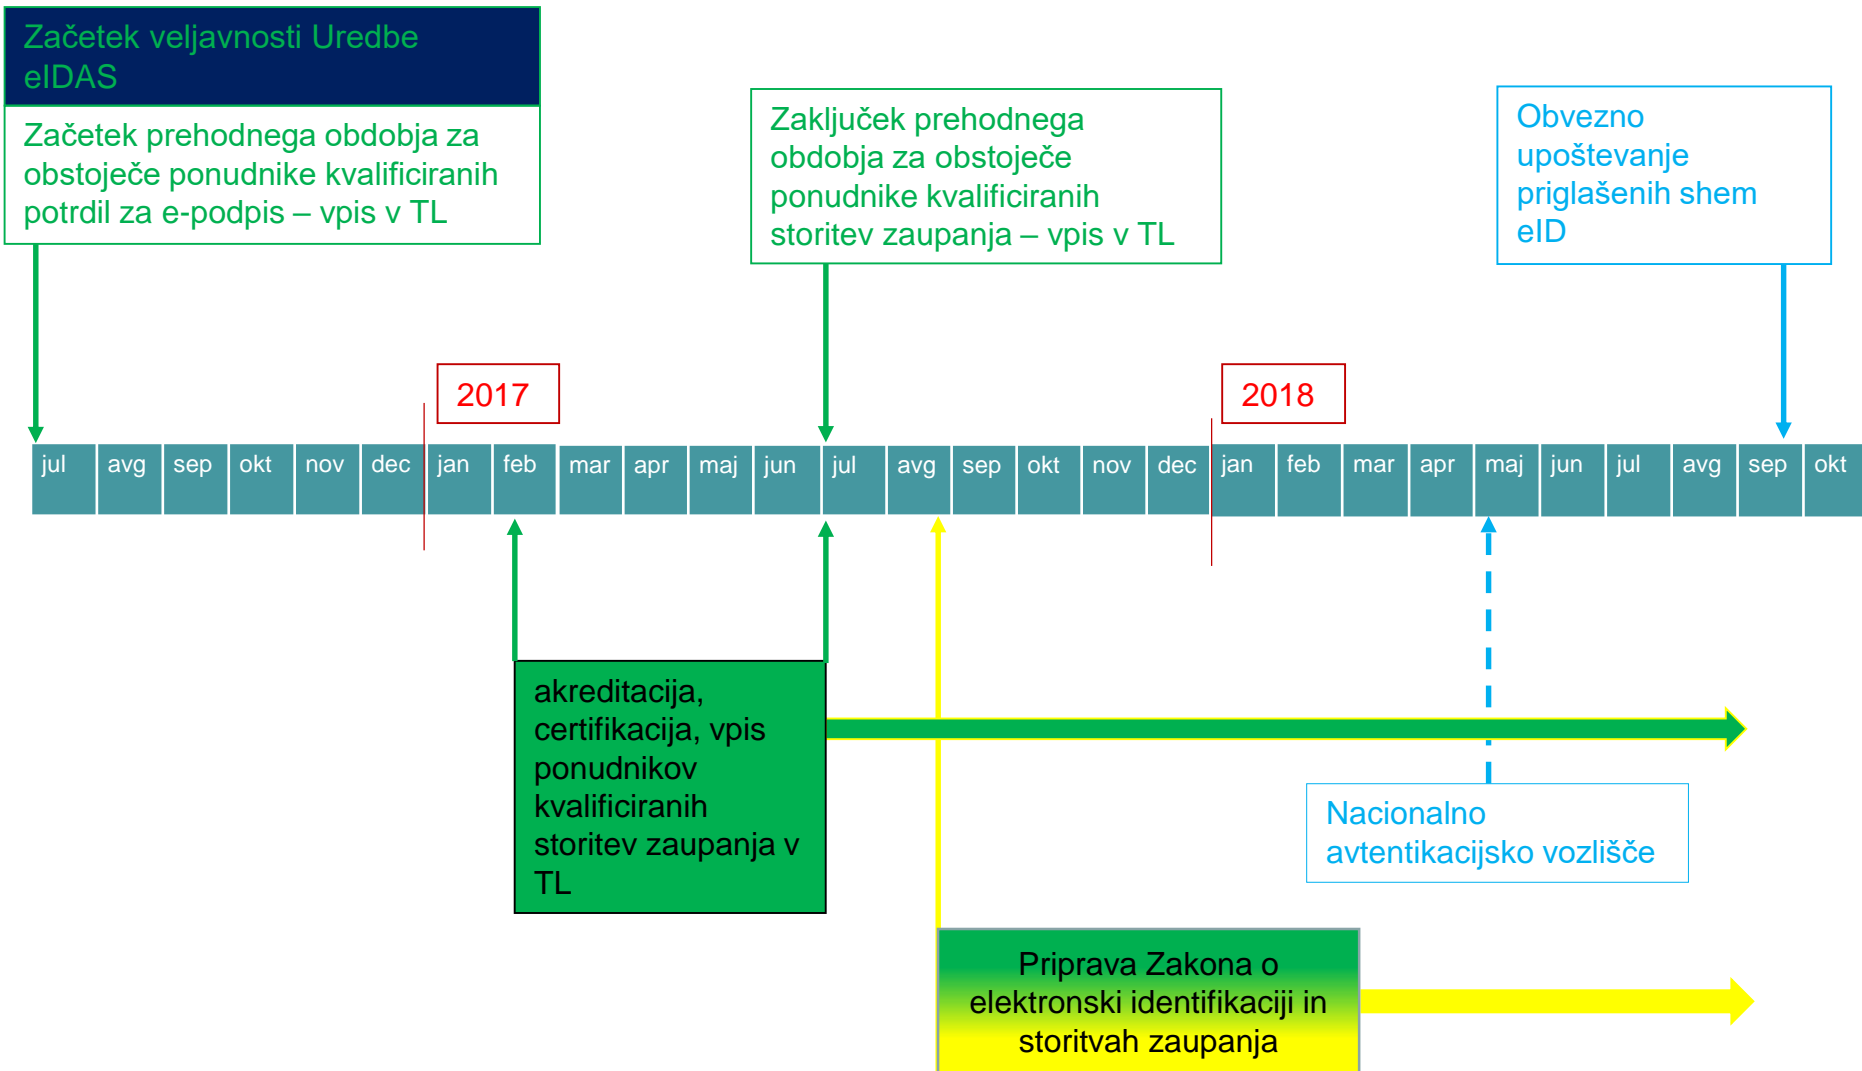 Začetek veljavnosti Uredbe
eIDAS
Začetek prehodnega obdobja za
obstoječe ponudnike kvalificiranih
potrdil za e-podpis – vpis v TL
Zaključek prehodnega
obdobja za obstoječe
ponudnike kvalificiranih
storitev zaupanja – vpis v TL
Obvezno
upoštevanje
priglašenih shem
eID
2017
2018
jul avg sep okt nov dec jan feb mar apr maj jun jul avg sep okt nov dec jan feb mar apr maj jun jul avg sep okt
akreditacija,
certifikacija, vpis
ponudnikov
kvalificiranih
storitev zaupanja v
TL
Nacionalno
avtentikacijsko vozlišče
Priprava Zakona o
elektronski identifikaciji in
storitvah zaupanja